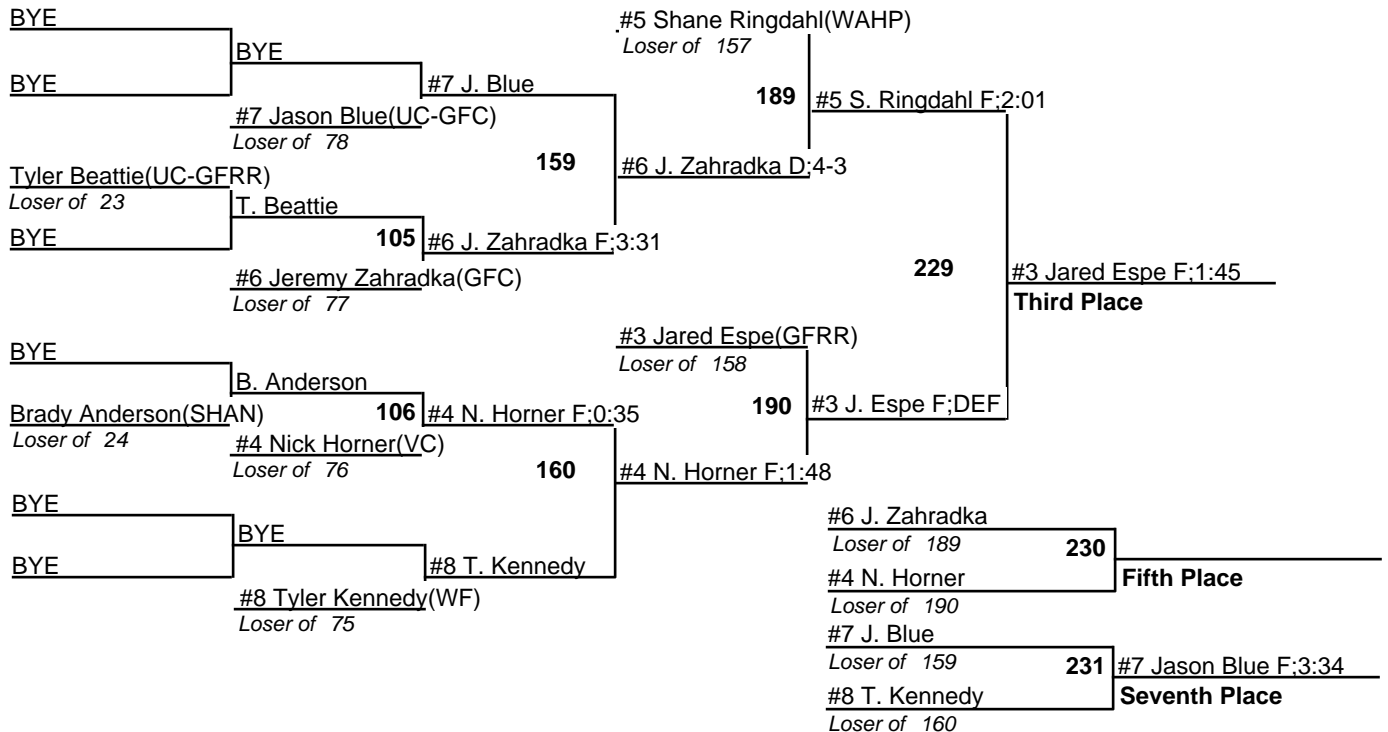 BYE
BYE
BYE
#7 J. Blue
#7 Jason Blue(UC-GFC)
Loser of 78
159
Tyler Beattie(UC-GFRR)
Loser of 23
T. Beattie
BYE
105
#6 J. Zahradka F;3:31
#6 Jeremy Zahradka(GFC)
Loser of 77
#5 Shane Ringdahl(WAHP)
Loser of 157
189
#5 S. Ringdahl F;2:01
#6 J. Zahradka D;4-3
229
#3 Jared Espe F;1:45
Third Place
BYE
B. Anderson
Brady Anderson(SHAN)
Loser of 24
106
#4 N. Horner F;0:35
#4 Nick Horner(VC)
Loser of 76
160
BYE
BYE
BYE
#8 T. Kennedy
#8 Tyler Kennedy(WF)
Loser of 75
#3 Jared Espe(GFRR)
Loser of 158
190
#3 J. Espe F;DEF
#4 N. Horner F;1:48
#6 J. Zahradka
Loser of 189
230
#4 N. Horner
Loser of 190
Fifth Place
#7 J. Blue
Loser of 159
231
#7 Jason Blue F;3:34
#8 T. Kennedy
Loser of 160
Seventh Place